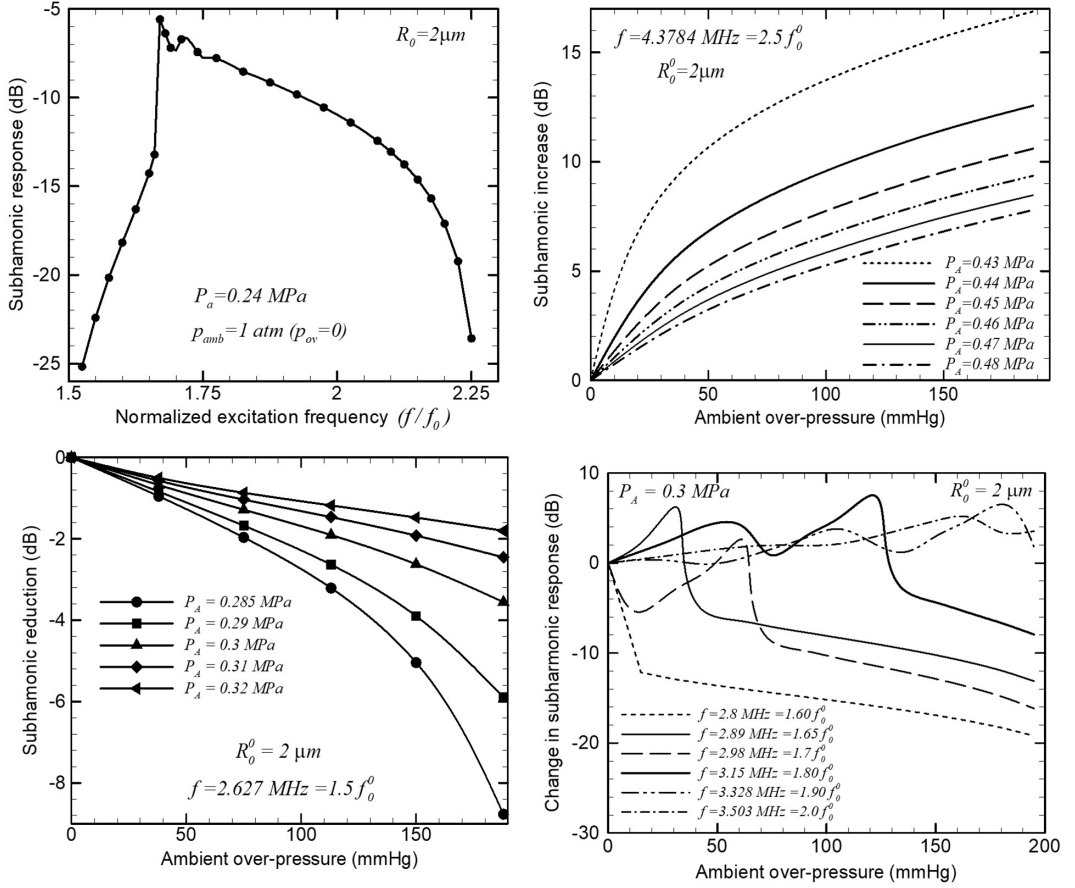 -5
-10
-15
-20
-25
1.5
1.75
2
2.25
Subharmonic response (dB)
Normalized excitation frequency (f / f0)
R0=2μm
Pa=0.24 MPa
pamb=1 atm (pov=0)
15
10
5
0
0
50
100
150
Subhamonic increase (dB)
Ambient over-pressure (mmHg)
f=4.3784 MHz=2.5f00
R00=2μm
PA=0.43 MPa
PA=0.44 MPa
PA=0.45 MPa
PA=0.46 MPa
PA=0.47 MPa
PA=0.48 MPa
0
-2
-4
-6
-8
0
50
100
150
Subhamonic reduction (dB)
Ambient over-pressure (mmHg)
PA = 0.285 MPa
PA = 0.29 MPa
PA = 0.3 MPa
PA = 0.31 MPa
PA = 0.32 MPa
R00 = 2 μm
f = 2.627 MHz =1.5f00
10
0
-10
-20
-30
0
50
100
150
200
Change in subharmonic response (dB)
Ambient over-pressure (mmHg)
PA = 0.3 MPa
R00= 2 μm
f=2.8 MHz =1.60f00
f=2.89 MHz=1.65f00
f=2.98 MHz =1.7f00
f=3.15 MHz =1.80f00
f=3.328 MHz=1.90f00
f=3.503 MHz =2.0f00